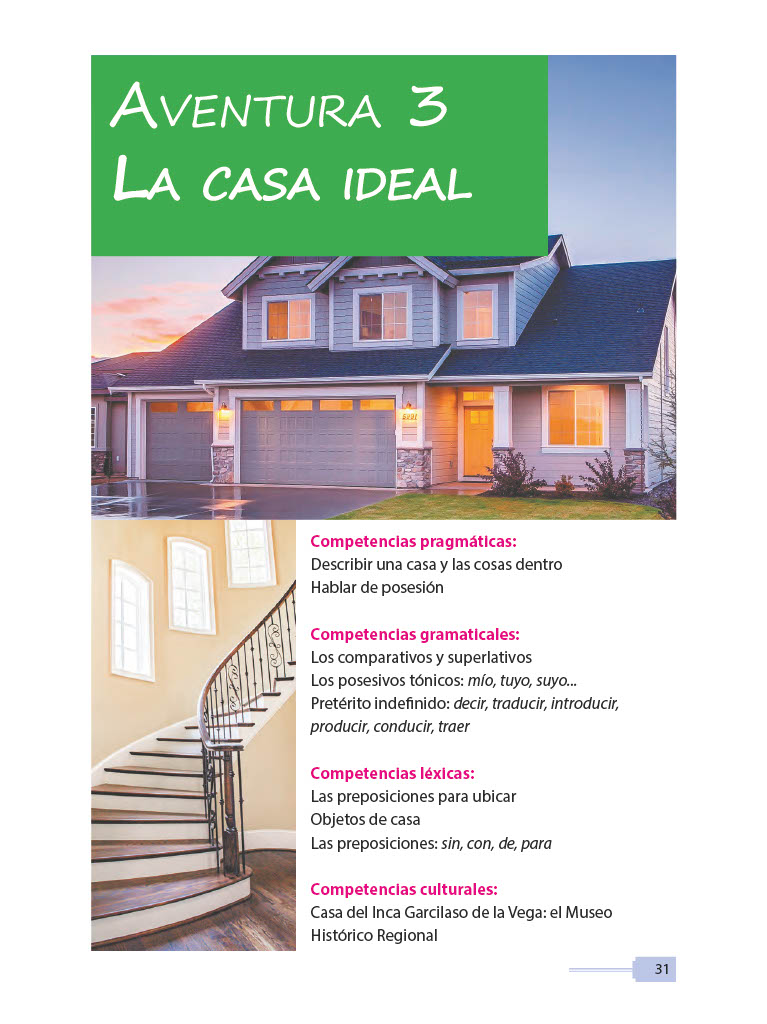 AVENTURA 3
LA CASA IDEAL
Competencias pragmáticas:
Describir una casa y las cosas dentro
Hablar de posesión
Competencias gramaticales:
Los comparativos y superlativos
Los posesivos tónicos: mío, tuyo, suyo...
Pretérito indefinido: decir, traducir, introducir,
producir, conducir, traer
Competencias léxicas:
Las preposiciones para ubicar
Objetos de casa
Las preposiciones: sin, con, de, para
Competencias culturales:
Casa del Inca Garcilaso de la Vega: el Museo
Histórico Regional
31